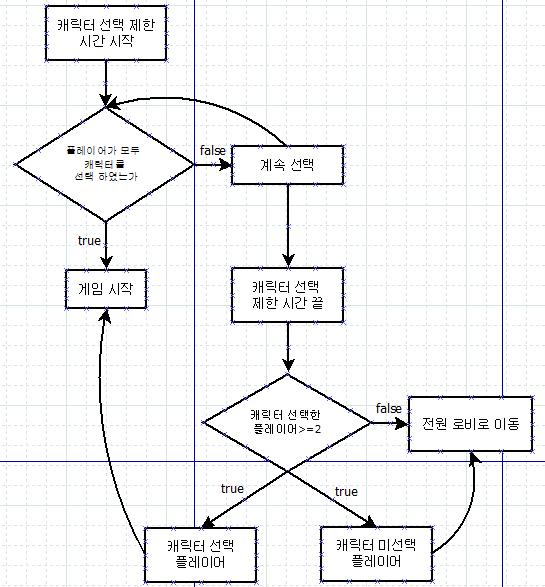 캐릭터 선택 제한
시간 시작
플레이어가 모두
캐릭터를
선택 하였는가
false
계속 선택
true
게임 시작
캐릭터 선택
제한 시간 끝
캐릭터 선택한
플레이어>=2
false
전원 로비로 이동
true
true
캐릭터 선택
플레이어
캐릭터 미선택
플레이어